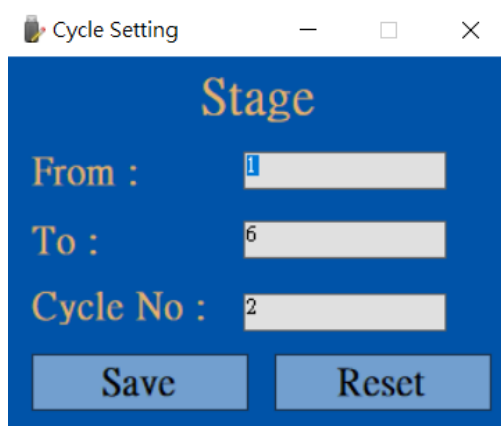 Cycle Setting
Stage
From : 1
To : 6
Cycle No : 2
Save Reset